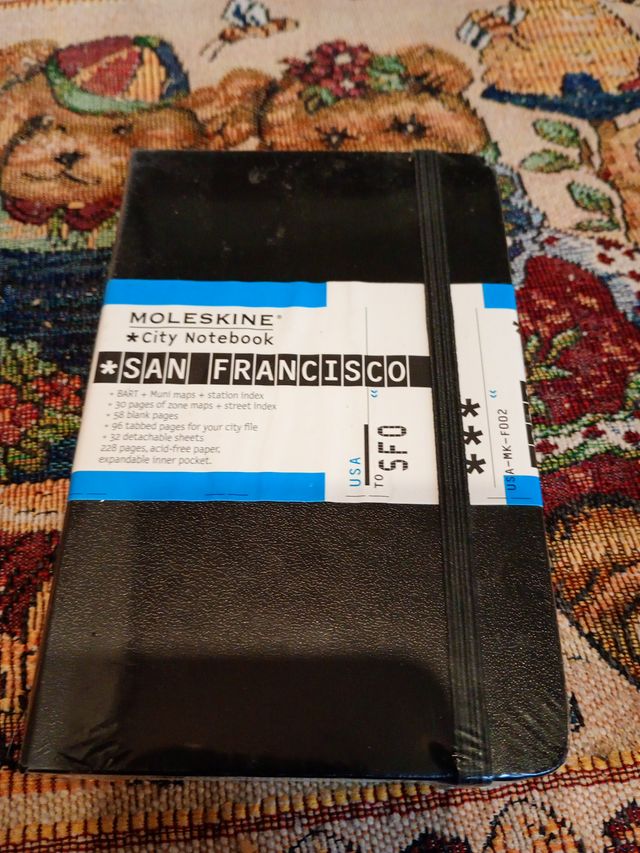 MOLESKINE®
*City Notebook
*SAN FRANCISCO
+ BART + Muni maps + station index
+ 30 pages of zone maps + street index
+ 58 blank pages
+ 96 tabbed pages for your city file
+ 32 detachable sheets
228 pages, acid-free paper,
expandable inner pocket.
USA
TO SFO
«
***
USA-MK-F002
«